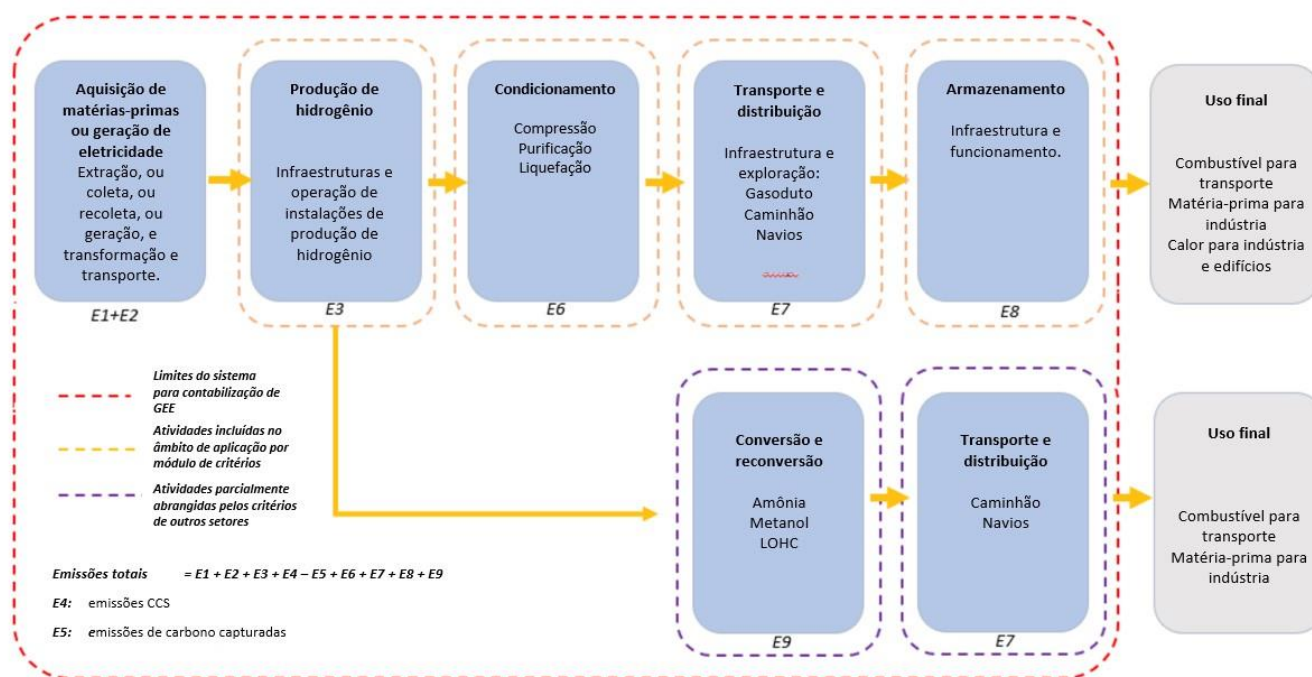 Aquisição de
matérias-primas
ou geração de
eletricidade
Extração, ou
coleta, ou
recoleta, ou
geração, e
transformação e
transporte.
E1+E2
Produção de
hidrogênio
Infraestruturas e
operação de
instalações de
produção de
hidrogênio
E3
Condicionamento
Compressão
Purificação
Liquefação
E6
Transporte e
distribuição
Infraestrutura e
exploração:
Gasoduto
Caminhão
Navios
E7
Armazenamento
Infraestrutura e
funcionamento.
E8
Uso final
Combustível para
transporte
Matéria-prima para
indústria
Calor para indústria
e edifícios
Limites do sistema
para contabilização de
GEE
Atividades incluídas no
âmbito de aplicação por
módulo de critérios
Atividades parcialmente
abrangidas pelos critérios
de outros setores
Conversão e
reconversão
Amônia
Metanol
LOHC
E9
Transporte e
distribuição
Caminhão
Navios
E7
Uso final
Combustível para
transporte
Matéria-prima para
indústria
Emissões totais = E1 + E2 + E3 + E4 – E5 + E6 + E7 + E8 + E9
E4: emissões CCS
E5: emissões de carbono capturadas